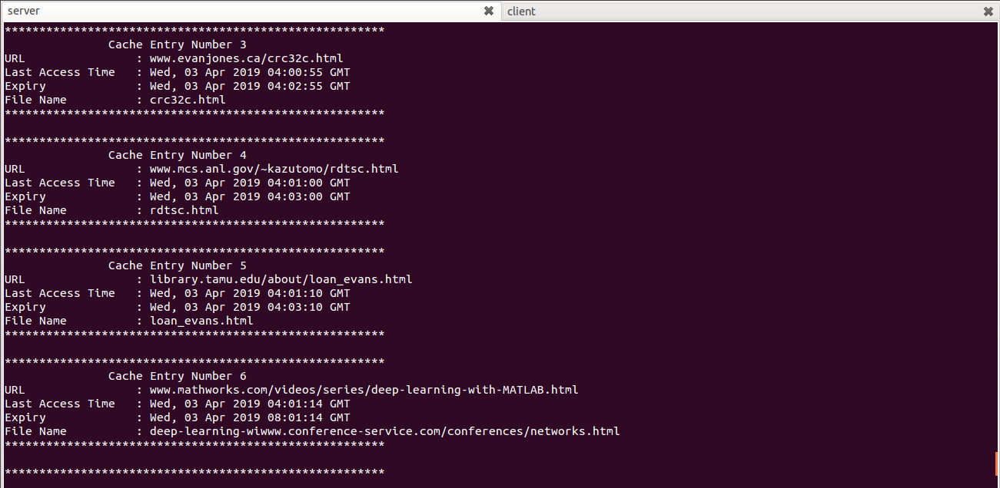 server
client
*******************************************************
Cache Entry Number 3
URL : www.evanjones.ca/crc32c.html
Last Access Time : Wed, 03 Apr 2019 04:00:55 GMT
Expiry : Wed, 03 Apr 2019 04:02:55 GMT
File Name : crc32c.html
*******************************************************
*******************************************************
Cache Entry Number 4
URL : www.mcs.anl.gov/~kazutomo/rdtsc.html
Last Access Time : Wed, 03 Apr 2019 04:01:00 GMT
Expiry : Wed, 03 Apr 2019 04:03:00 GMT
File Name : rdtsc.html
*******************************************************
*******************************************************
Cache Entry Number 5
URL : library.tamu.edu/about/loan_evans.html
Last Access Time : Wed, 03 Apr 2019 04:01:10 GMT
Expiry : Wed, 03 Apr 2019 04:03:10 GMT
File Name : loan_evans.html
*******************************************************
*******************************************************
Cache Entry Number 6
URL : www.mathworks.com/videos/series/deep-learning-with-MATLAB.html
Last Access Time : Wed, 03 Apr 2019 04:01:14 GMT
Expiry : Wed, 03 Apr 2019 08:01:14 GMT
File Name : deep-learning-wiwww.conference-service.com/conferences/networks.html
*******************************************************
*******************************************************